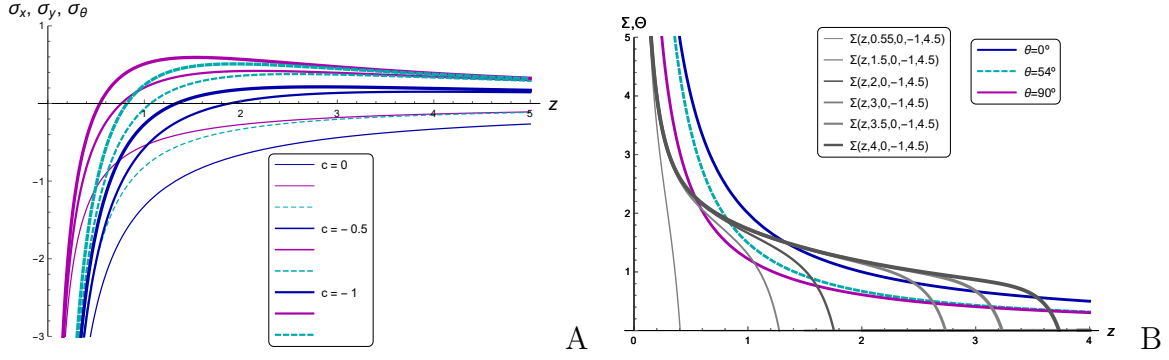 σx, σy, σθ
1
z
1
2
3
4
5
-1
-2
-3
c = 0
c = - 0.5
c = - 1
A
Σ,Θ
5
4
3
2
1
0
0
1
2
3
4
z
Σ(z,0.55,0,-1,4.5)
Σ(z,1.5,0,-1,4.5)
Σ(z,2,0,-1,4.5)
Σ(z,3,0,-1,4.5)
Σ(z,3.5,0,-1,4.5)
Σ(z,4,0,-1,4.5)
θ=0º
θ=54º
θ=90º
B